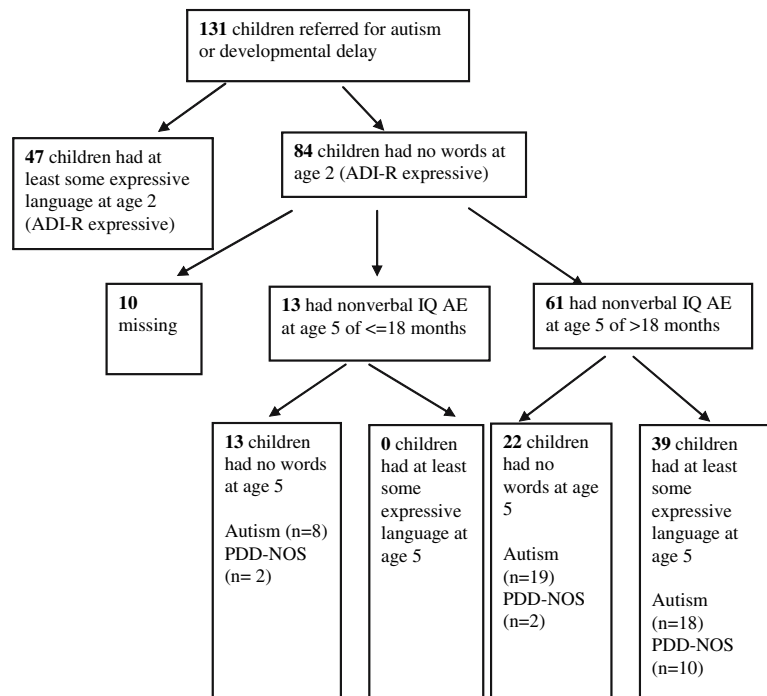 131 children referred for autism
or developmental delay
47 children had at
least some expressive
language at age 2
(ADI-R expressive)
84 children had no words at
age 2 (ADI-R expressive)
10
missing
13 had nonverbal IQ AE
at age 5 of <=18 months
61 had nonverbal IQ AE
at age 5 of >18 months
13 children
had no words
at age 5
Autism (n=8)
PDD-NOS
(n= 2)
0 children
had at least
some
expressive
language at
age 5
22 children
had no
words at age
5
Autism
(n=19)
PDD-NOS
(n=2)
39 children
had at least
some
expressive
language at
age 5
Autism
(n=18)
PDD-NOS
(n=10)